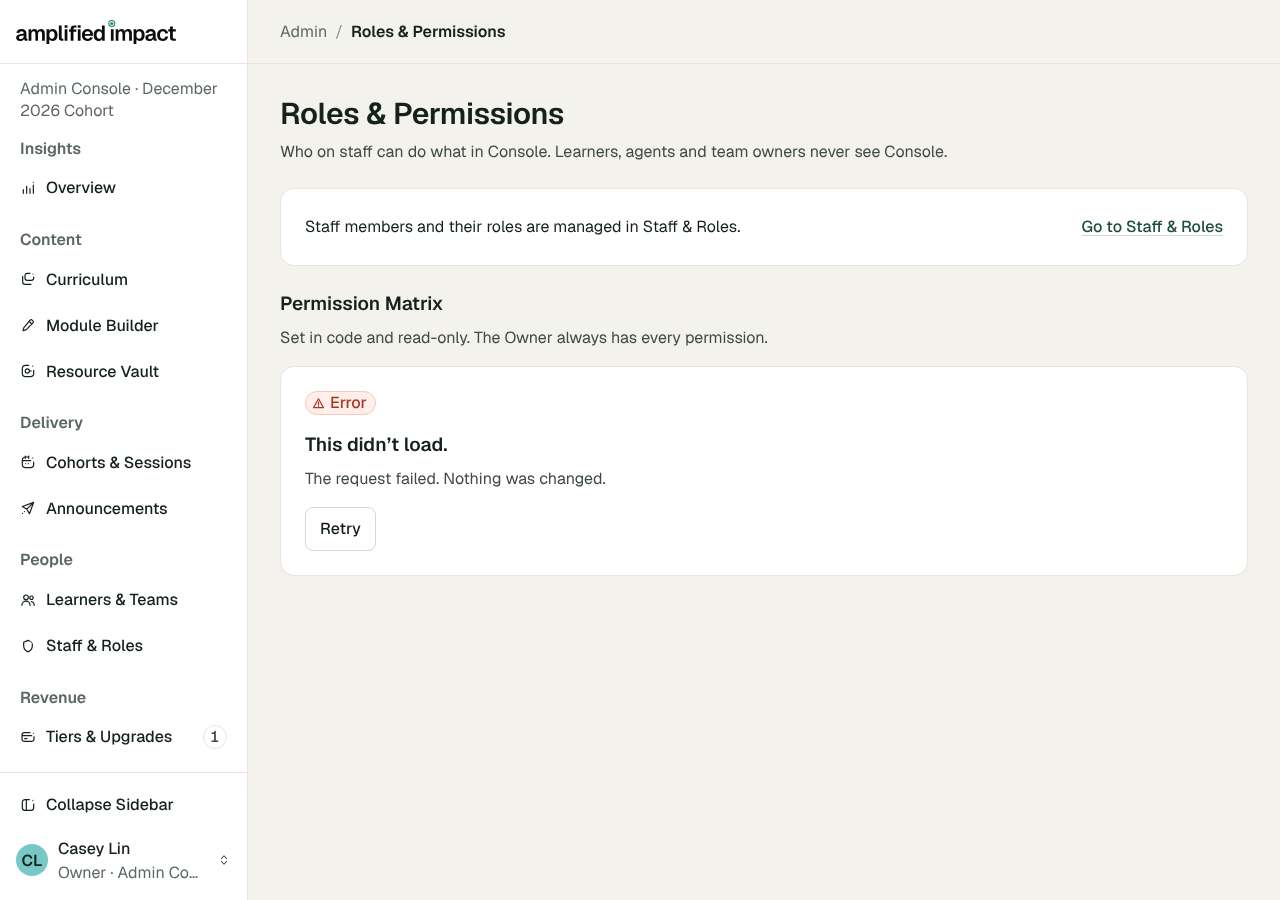 amplified impact
Admin / Roles & Permissions
Admin Console · December
2026 Cohort
Insights
Overview
Content
Curriculum
Module Builder
Resource Vault
Delivery
Cohorts & Sessions
Announcements
People
Learners & Teams
Staff & Roles
Revenue
Tiers & Upgrades 1
Collapse Sidebar
CL
Casey Lin
Owner · Admin Co...
Roles & Permissions
Who on staff can do what in Console. Learners, agents and team owners never see Console.
Staff members and their roles are managed in Staff & Roles.
Go to Staff & Roles
Permission Matrix
Set in code and read-only. The Owner always has every permission.
Error
This didn’t load.
The request failed. Nothing was changed.
Retry